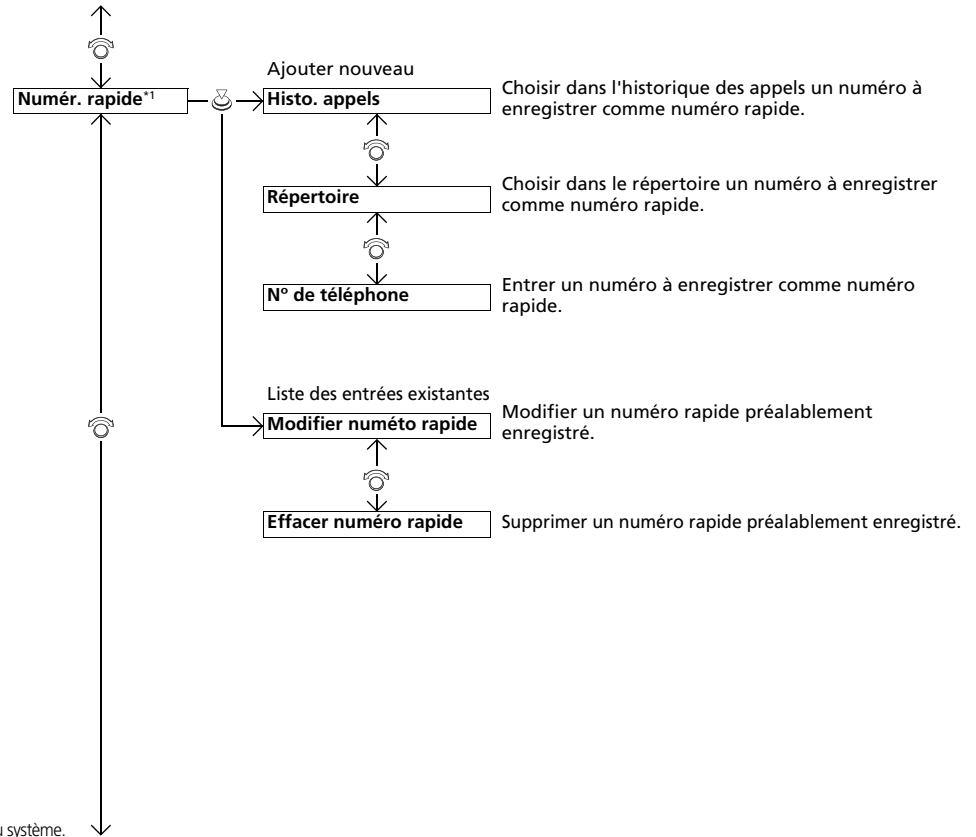 Ajouter nouveau
Numér. rapide*1
Histo. appels
Choisir dans l'historique des appels un numéro à
enregistrer comme numéro rapide.
Répertoire
Choisir dans le répertoire un numéro à enregistrer
comme numéro rapide.
Nº de téléphone
Entrer un numéro à enregistrer comme numéro
rapide.
Liste des entrées existantes
Modifier numéto rapide
Modifier un numéro rapide préalablement
enregistré.
Effacer numéro rapide
Supprimer un numéro rapide préalablement enregistré.
système.